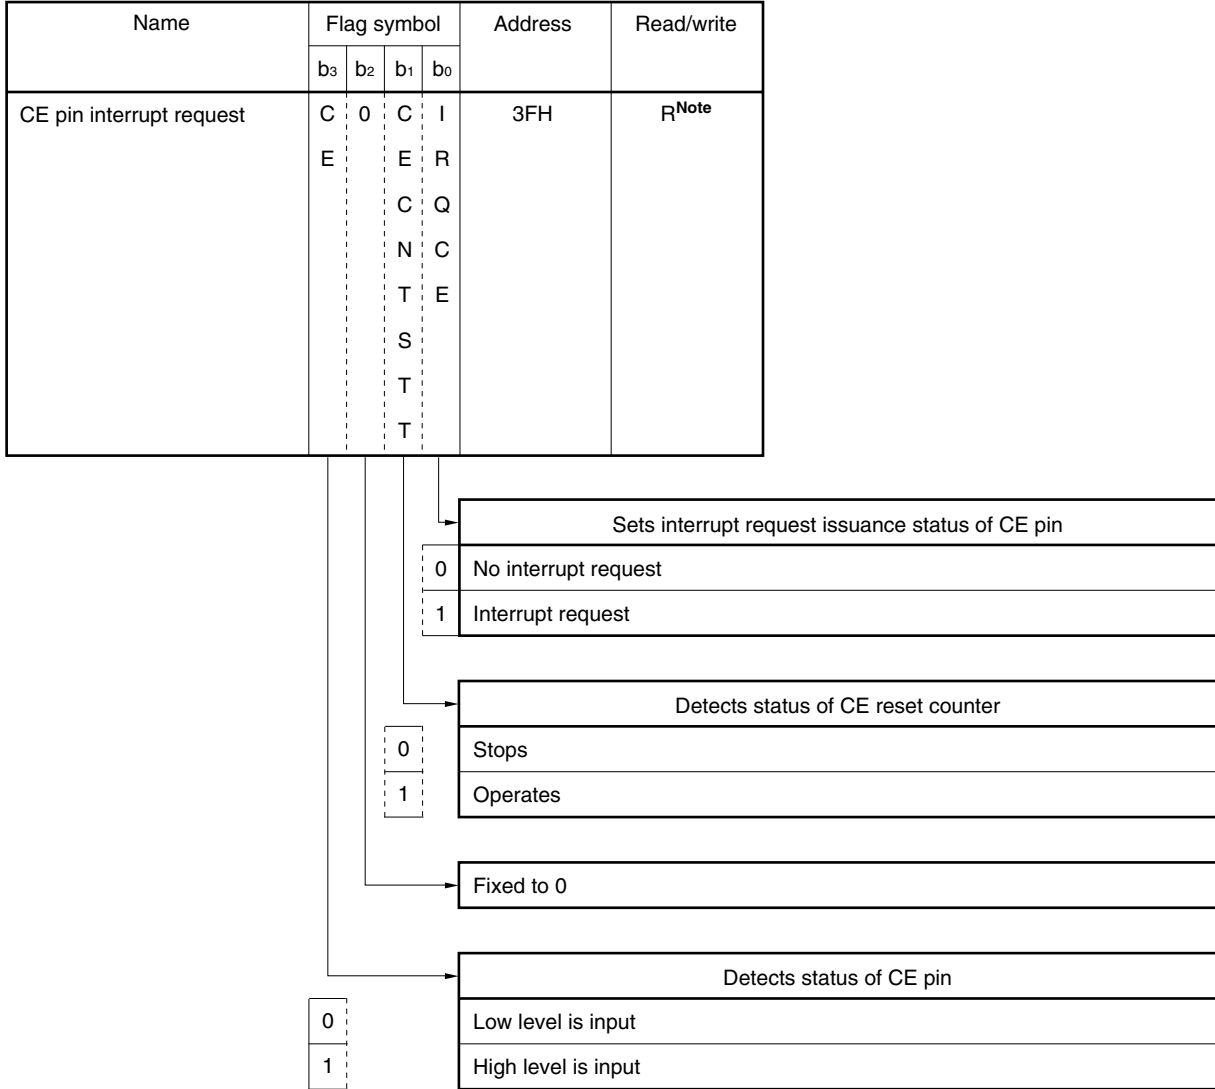 Name Flag symbol Address Read/write
b3 b2 b1 b0
CE pin interrupt request C 0 C I 3FH RNote
E E R
C Q
N C
T E
S
T
T
Sets interrupt request issuance status of CE pin
0 No interrupt request
1 Interrupt request
Detects status of CE reset counter
0 Stops
1 Operates
Fixed to 0
Detects status of CE pin
0 Low level is input
1 High level is input